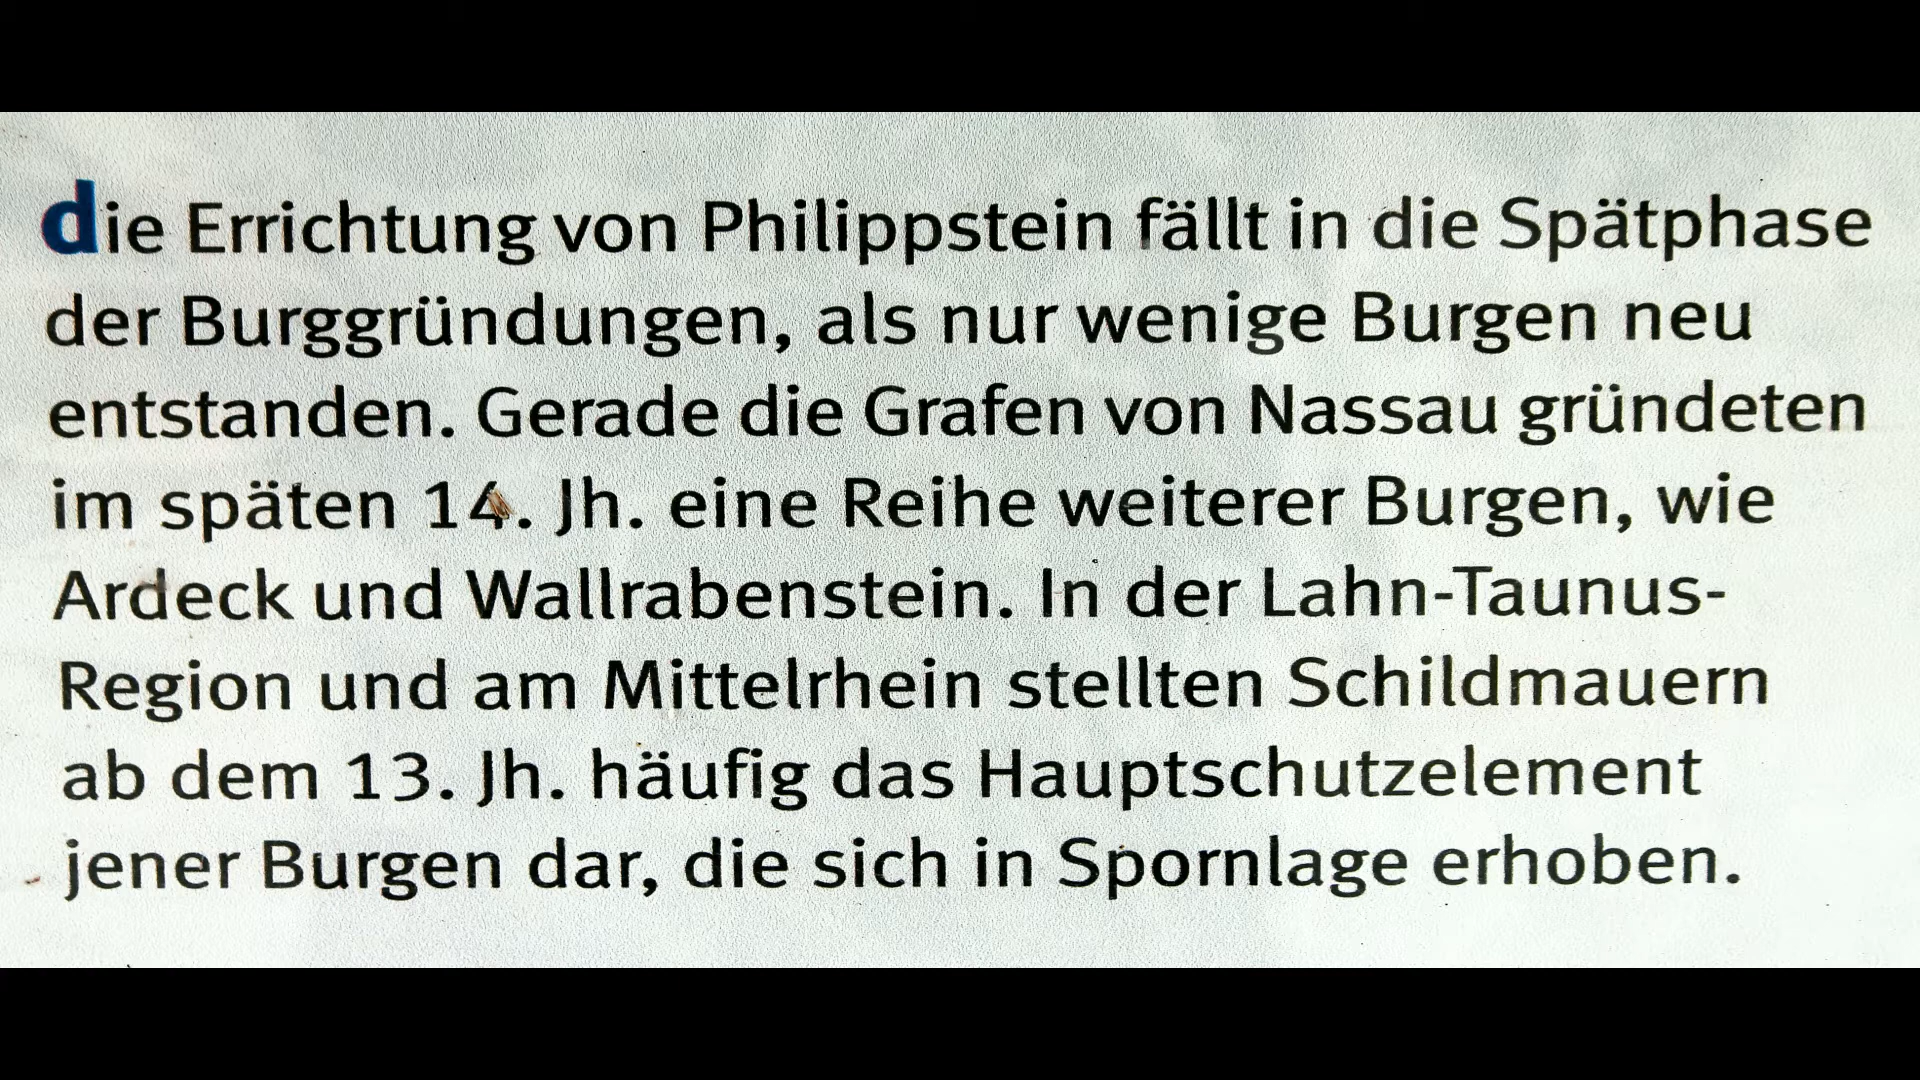 die Errichtung von Philippstein fällt in die Spätphase
der Burggründungen, als nur wenige Burgen neu
entstanden. Gerade die Grafen von Nassau gründeten
im späten 14. Jh. eine Reihe weiterer Burgen, wie
Ardeck und Wallrabenstein. In der Lahn-Taunus-
Region und am Mittelrhein stellten Schildmauern
ab dem 13. Jh. häufig das Hauptschutzelement
jener Burgen dar, die sich in Spornlage erhoben.